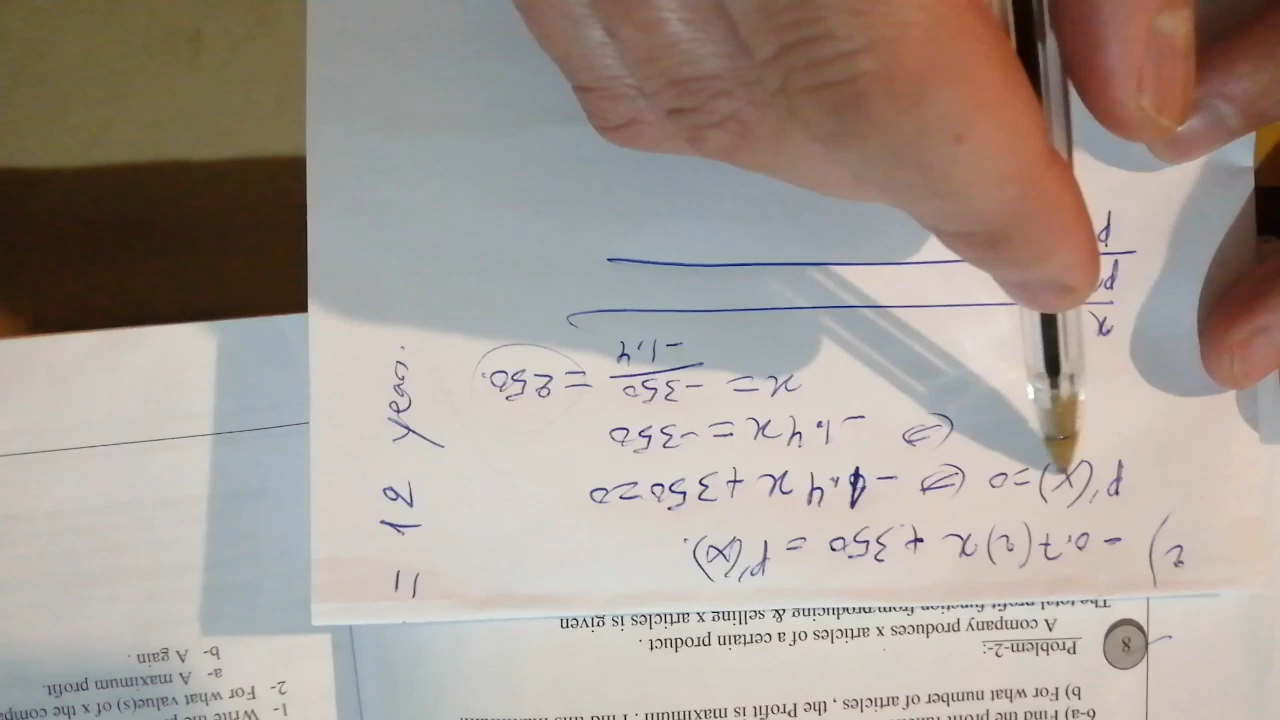 6-a) Find the profit
b) For what number of articles , the Profit is maximum
8
Problem-2-:
A company produces x articles of a certain product .
The total profit function from producing & selling x articles is given
1- Write the
2- For what value(s) of x the comp
a- A maximum profit.
b- A gain .
2) -0.7(2)x + 350 = P'(x).
P'(x)=0 ⇔ -1.4x+350=0
⇔ -1.4x = -350
x = -350/-1.4 = 250.
x
P'
P
= 12 years.